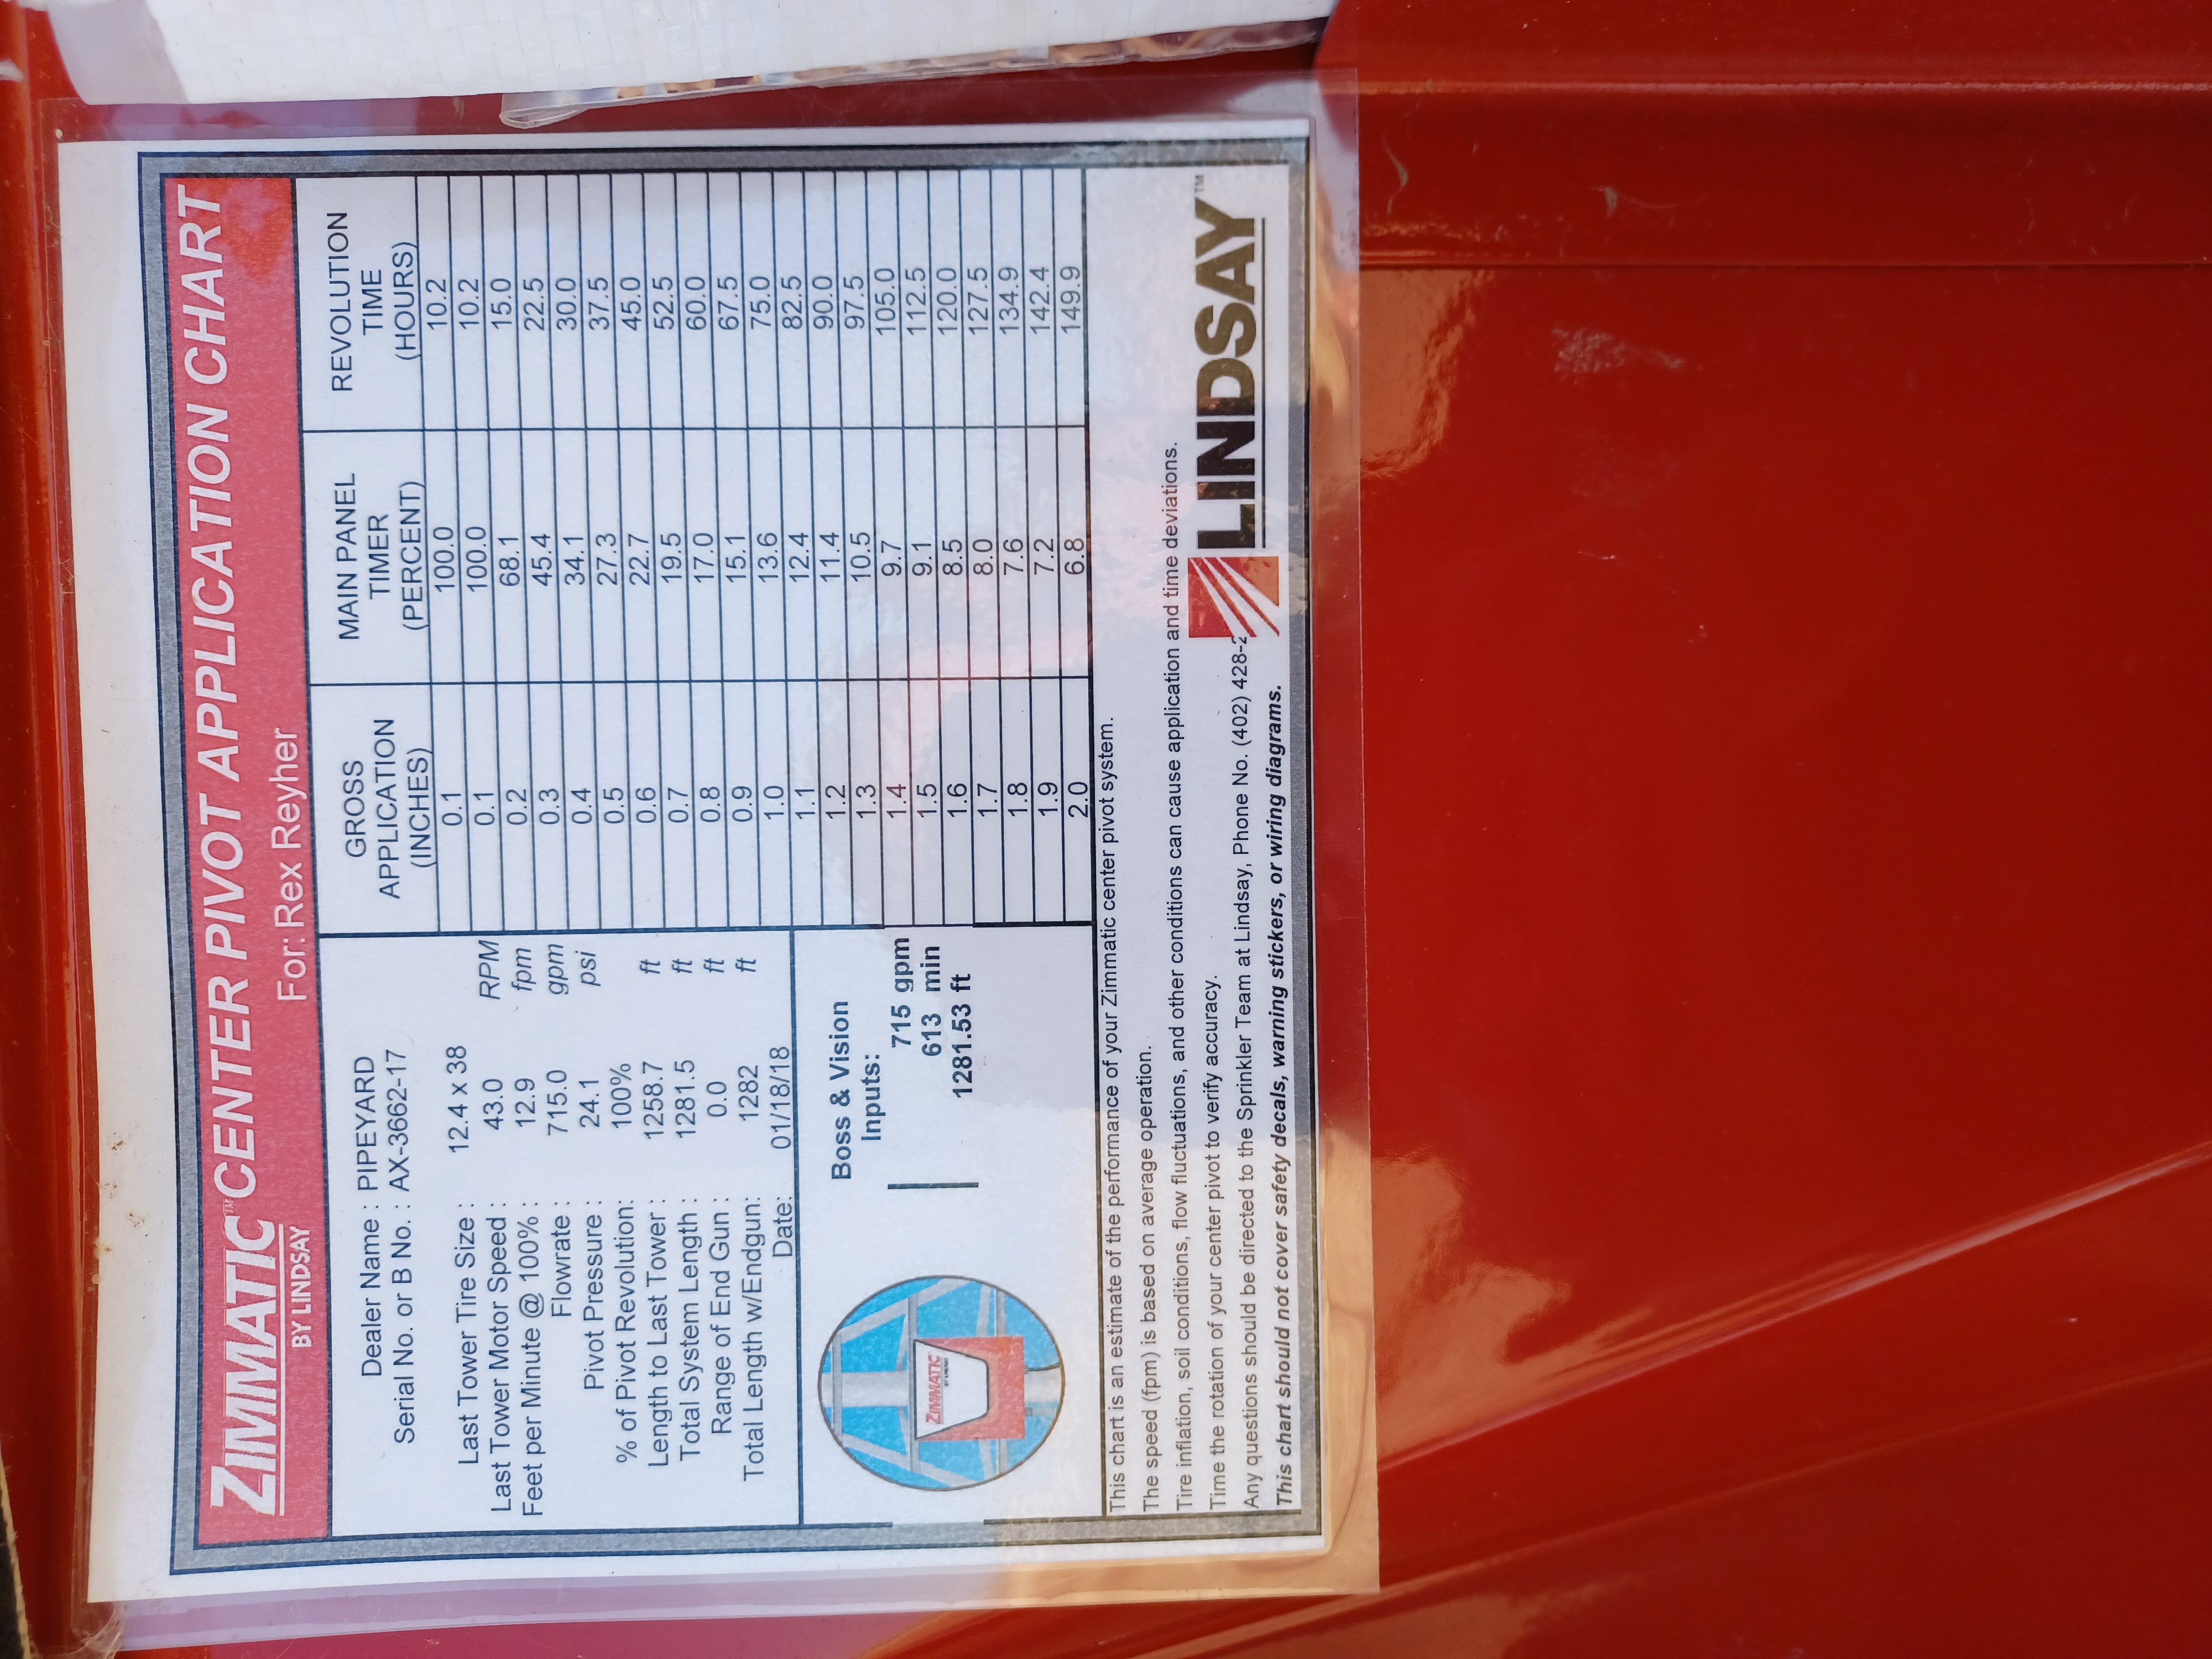 ZIMMATIC™ CENTER PIVOT APPLICATION CHART
BY LINDSAY
For: Rex Reyher
Dealer Name : PIPEYARD
Serial No. or B No. : AX-3662-17
Last Tower Tire Size : 12.4 x 38
Last Tower Motor Speed : 43.0 RPM
Feet per Minute @ 100% : 12.9 fpm
Flowrate : 715.0 gpm
Pivot Pressure : 24.1 psi
% of Pivot Revolution: 100%
Length to Last Tower : 1258.7 ft
Total System Length : 1281.5 ft
Range of End Gun : 0.0 ft
Total Length w/Endgun: 1282 ft
Date: 01/18/18
ZIMMATIC
Boss & Vision
Inputs:
715 gpm
613 min
1281.53 ft
GROSS APPLICATION (INCHES) MAIN PANEL TIMER (PERCENT) REVOLUTION TIME (HOURS)
0.1 100.0 10.2
0.1 100.0 10.2
0.2 68.1 15.0
0.3 45.4 22.5
0.4 34.1 30.0
0.5 27.3 37.5
0.6 22.7 45.0
0.7 19.5 52.5
0.8 17.0 60.0
0.9 15.1 67.5
1.0 13.6 75.0
1.1 12.4 82.5
1.2 11.4 90.0
1.3 10.5 97.5
1.4 9.7 105.0
1.5 9.1 112.5
1.6 8.5 120.0
1.7 8.0 127.5
1.8 7.6 134.9
1.9 7.2 142.4
2.0 6.8 149.9
This chart is an estimate of the performance of your Zimmatic center pivot system.
The speed (fpm) is based on average operation.
Tire inflation, soil conditions, flow fluctuations, and other conditions can cause application and time deviations.
Time the rotation of your center pivot to verify accuracy.
Any questions should be directed to the Sprinkler Team at Lindsay, Phone No. (402) 428-
This chart should not cover safety decals, warning stickers, or wiring diagrams.
LINDSAY™